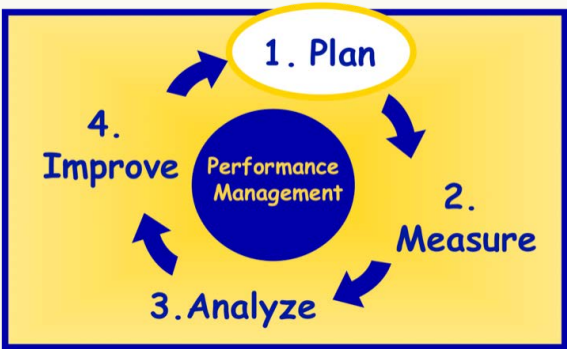 1. Plan
2.
Measure
3.Analyze
4.
Improve
Performance
Management